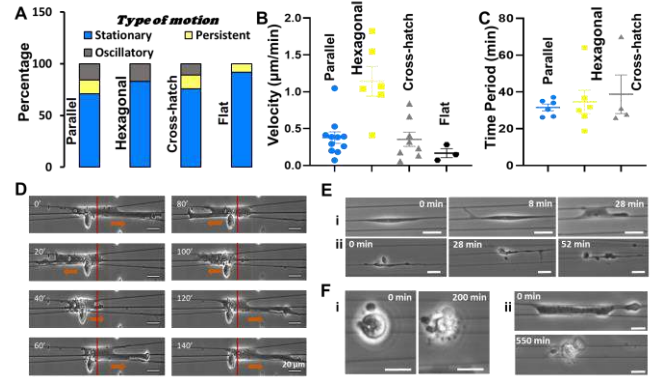 A
Type of motion
Stationary
Persistent
Oscillatory
Percentage
150
100
50
0
Parallel
Hexagonal
Cross-hatch
Flat
B
Velocity (µm/min)
2.0
1.5
1.0
0.5
0.0
Parallel
Hexagonal
Cross-hatch
Flat
C
Time Period (min)
80
60
40
20
0
Parallel
Hexagonal
Cross-hatch
D
0'
80'
20'
100'
40'
120'
60'
140'
20 µm
E
i
0 min
8 min
28 min
ii
0 min
28 min
52 min
F
i
0 min
200 min
ii
0 min
550 min